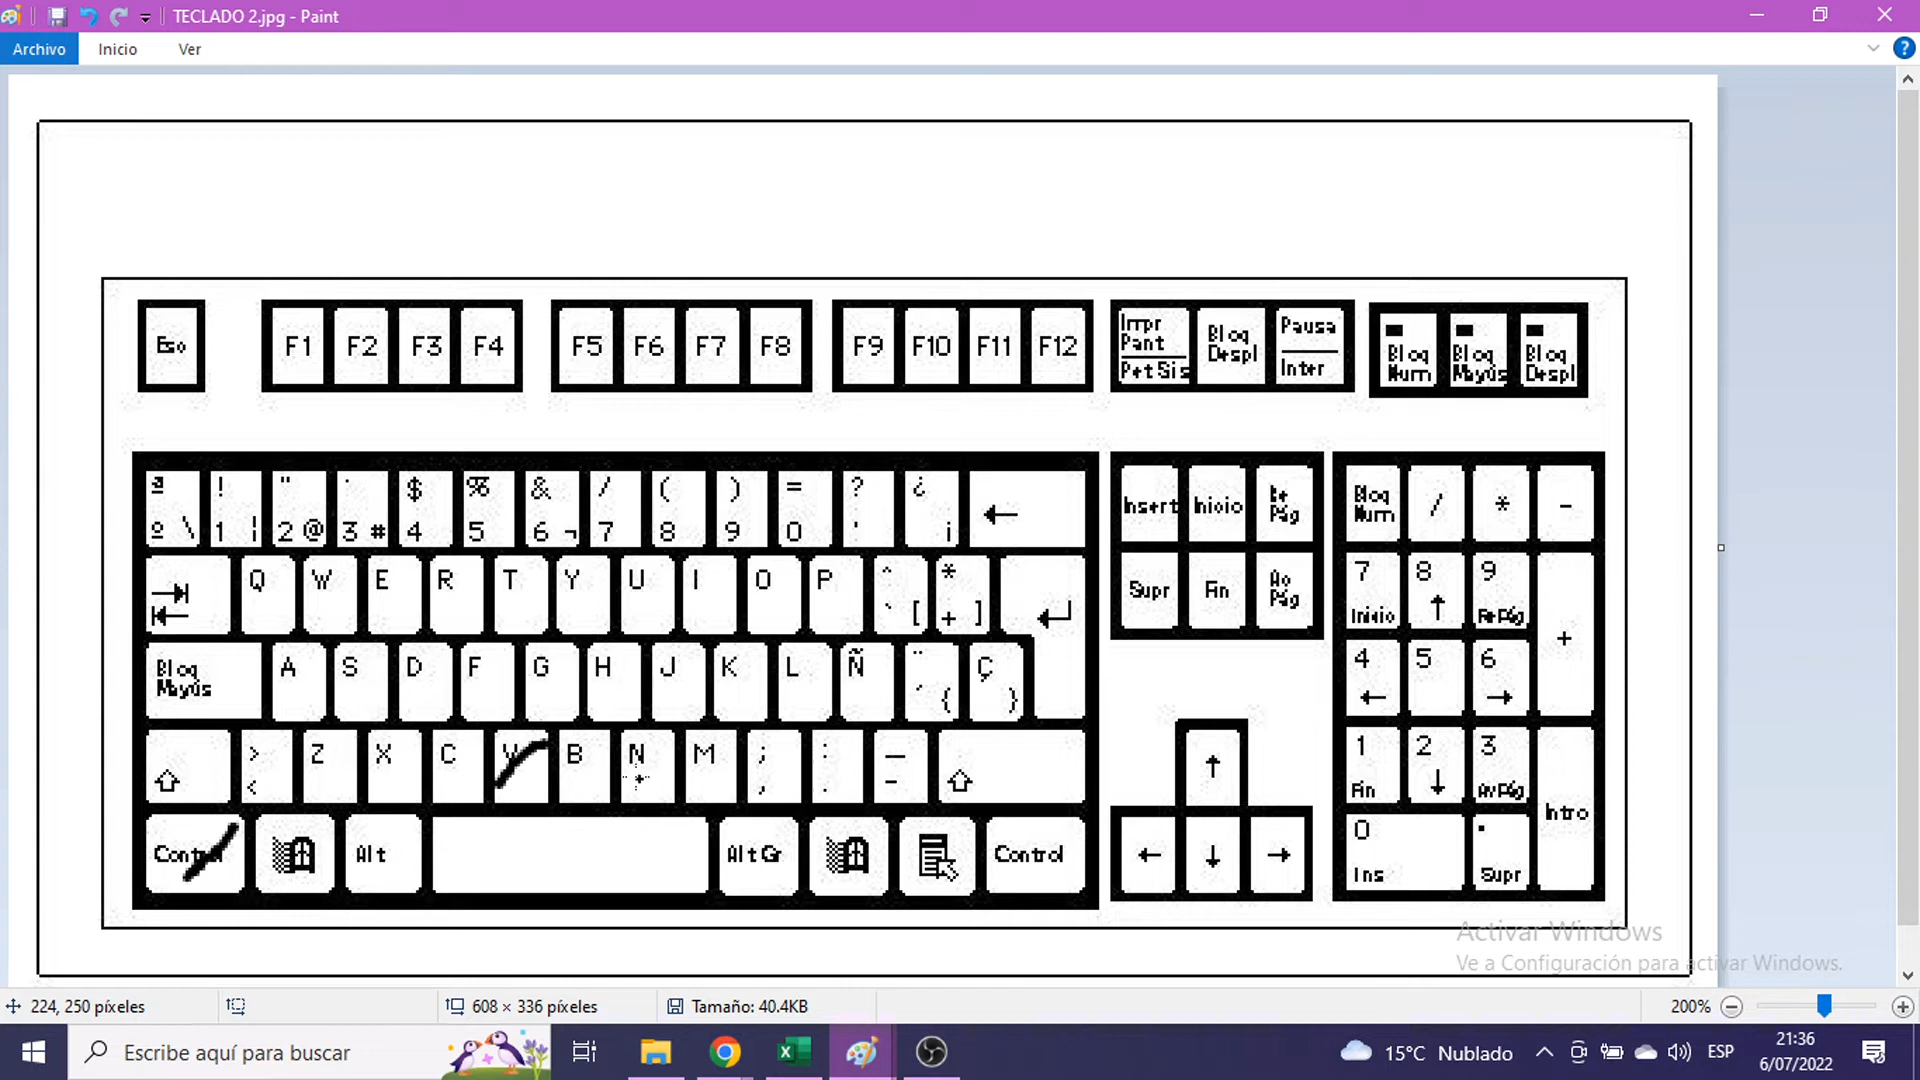 TECLADO 2.jpg - Paint
Archivo Inicio Ver
Esc F1 F2 F3 F4 F5 F6 F7 F8 F9 F10 F11 F12 Impr Pant Pet Sis Bloq Despl Pausa Inter Bloq Num Bloq Mayús Bloq Despl
ª º \ ! 1 ¦ " 2 @ · 3 # $ 4 % 5 & 6 ¬ / 7 ( 8 ) 9 = 0 ? ' ¿ ¡ ← Insert Inicio Re Pág Bloq Num / * -
Q W E R T Y U I O P ^ ` [ * + ] Supr Fin Av Pág 7 Inicio 8 ↑ 9 Re Pág +
Bloq Mayús A S D F G H J K L Ñ ¨ ´ { Ç } 4 ← 5 6 →
> < Z X C V B N M ; , : . _ - ↑ 1 Fin 2 ↓ 3 Av Pág Intro
Control Alt Alt Gr Control ← ↓ → 0 Ins . Supr
Activar Windows
Ve a Configuración para activar Windows.
224, 250 píxeles 608 × 336 píxeles Tamaño: 40.4KB 200%
Escribe aquí para buscar 15°C Nublado ESP 21:36
6/07/2022